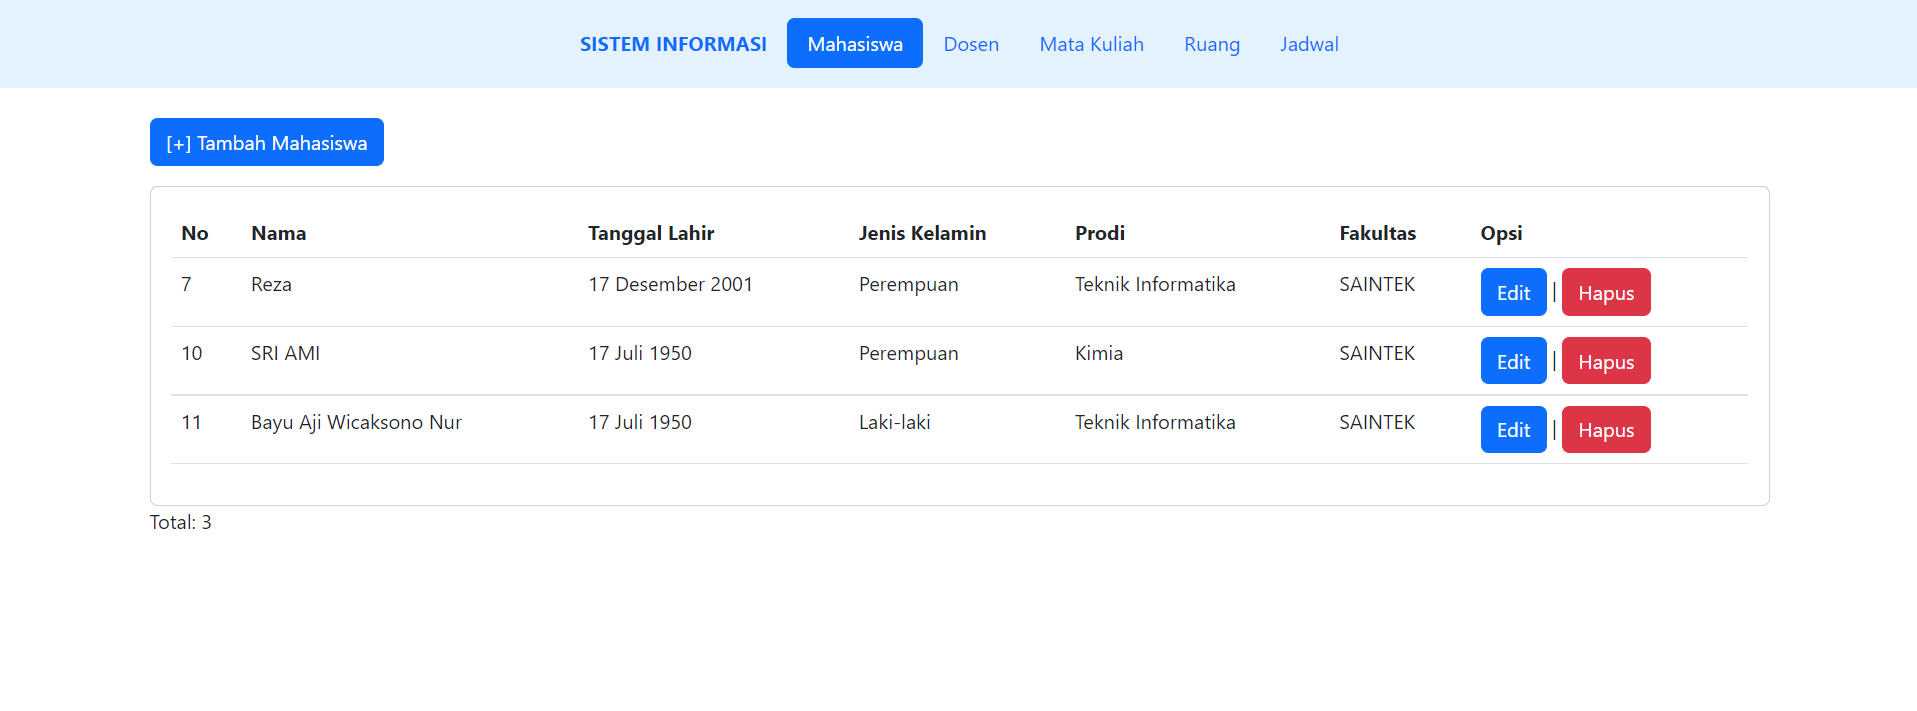 SISTEM INFORMASI Mahasiswa Dosen Mata Kuliah Ruang Jadwal
[+] Tambah Mahasiswa
No Nama Tanggal Lahir Jenis Kelamin Prodi Fakultas Opsi
7 Reza 17 Desember 2001 Perempuan Teknik Informatika SAINTEK Edit | Hapus
10 SRI AMI 17 Juli 1950 Perempuan Kimia SAINTEK Edit | Hapus
11 Bayu Aji Wicaksono Nur 17 Juli 1950 Laki-laki Teknik Informatika SAINTEK Edit | Hapus
Total: 3